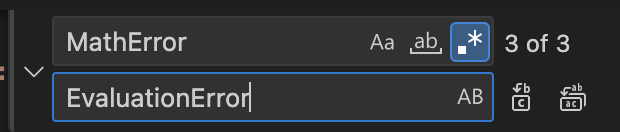 MathError Aa ab 3 of 3
EvaluationError AB